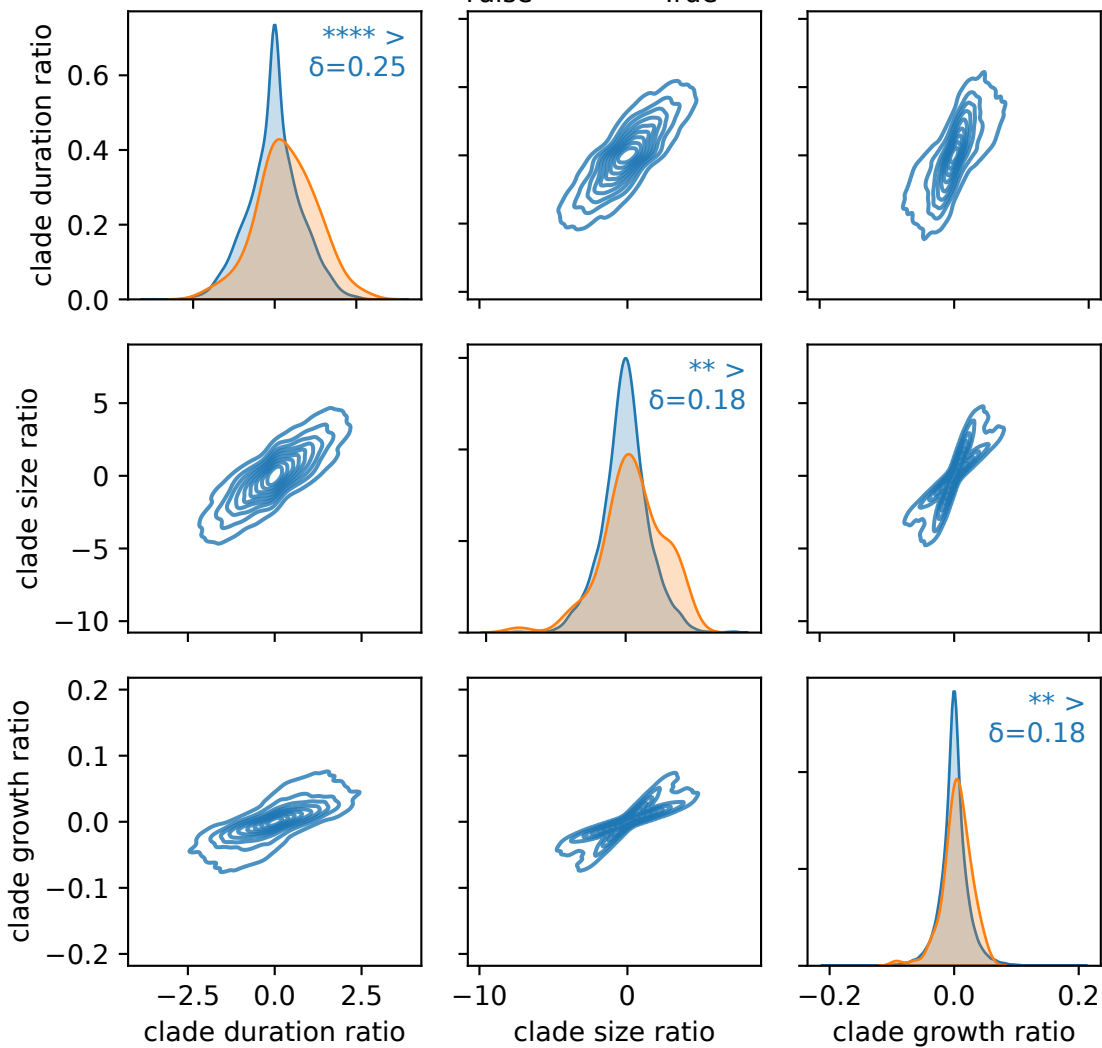 True
clade duration ratio
0.6
0.4
0.2
0.0
**** >
δ=0.25
clade size ratio
5
0
−5
−10
** >
δ=0.18
clade growth ratio
0.2
0.1
0.0
−0.1
−0.2
** >
δ=0.18
−2.5 0.0 2.5
−10 0
−0.2 0.0 0.2
clade duration ratio
clade size ratio
clade growth ratio